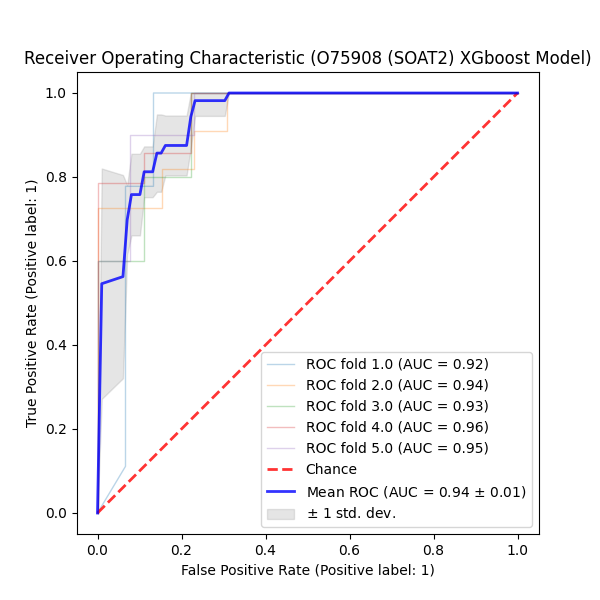 Receiver Operating Characteristic (O75908 (SOAT2) XGboost Model)
True Positive Rate (Positive label: 1)
1.0
0.8
0.6
0.4
0.2
0.0
ROC fold 1.0 (AUC = 0.92)
ROC fold 2.0 (AUC = 0.94)
ROC fold 3.0 (AUC = 0.93)
ROC fold 4.0 (AUC = 0.96)
ROC fold 5.0 (AUC = 0.95)
Chance
Mean ROC (AUC = 0.94 ± 0.01)
± 1 std. dev.
0.0 0.2 0.4 0.6 0.8 1.0
False Positive Rate (Positive label: 1)